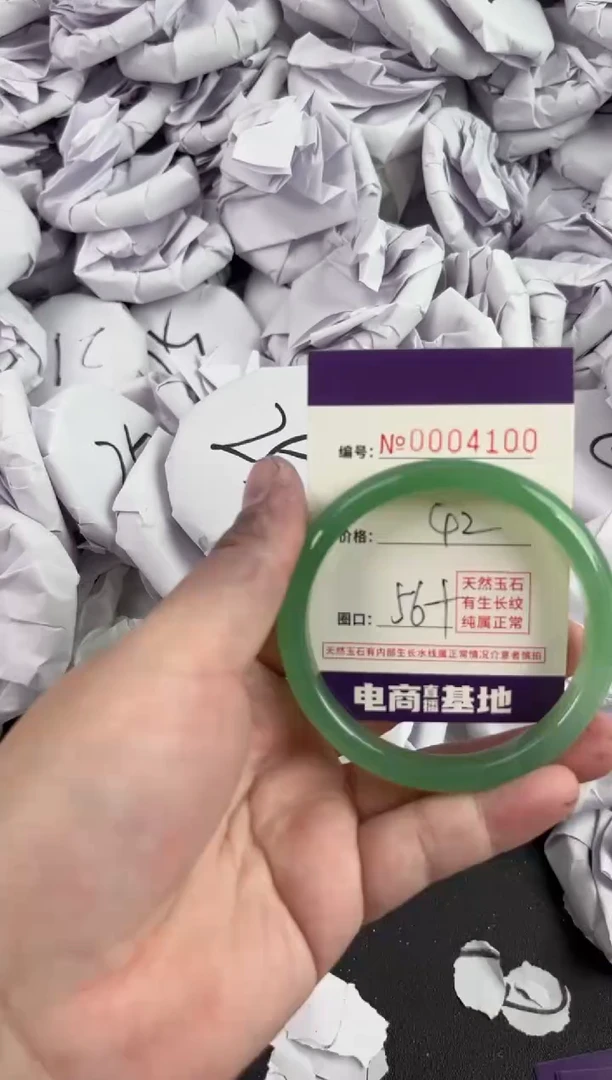 编号: №0004100
价格: 42
圈口: 56+
天然玉石
有生长纹
纯属正常
天然玉石有内部生长水线属正常情况介意者慎拍
电商直播基地